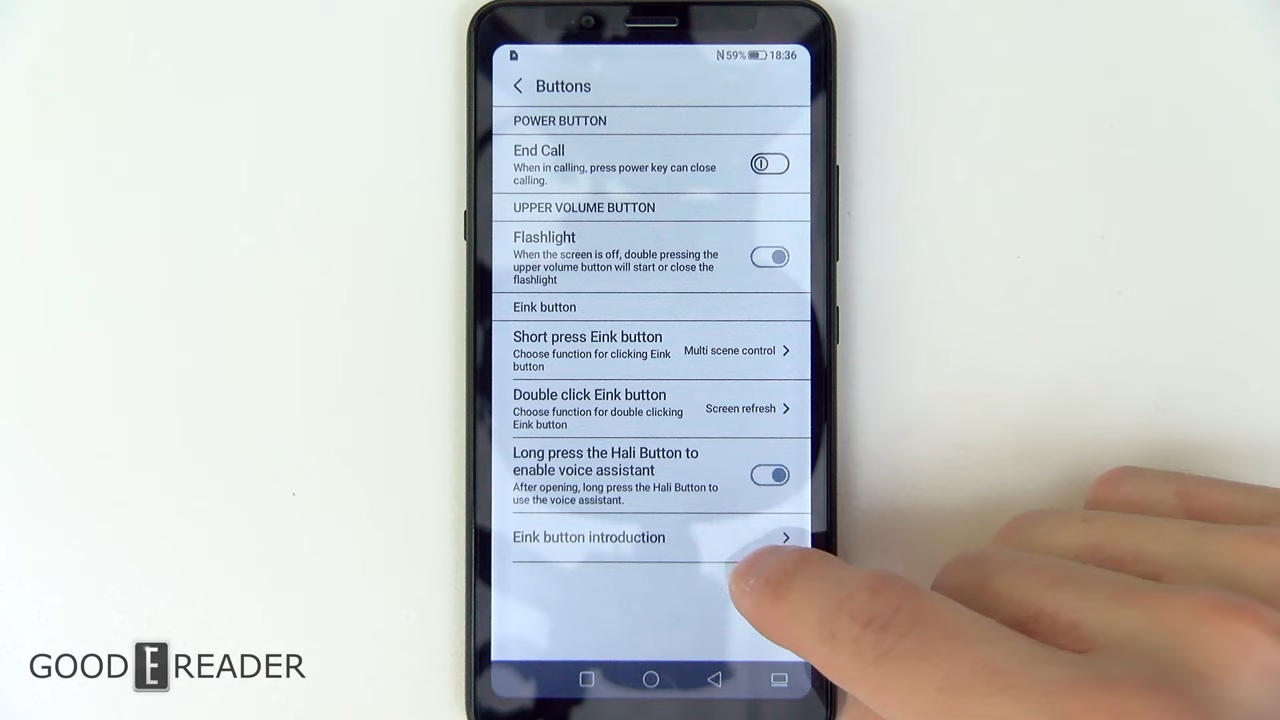 59% 18:36
Buttons
POWER BUTTON
End Call
When in calling, press power key can close
calling.
UPPER VOLUME BUTTON
Flashlight
When the screen is off, double pressing the
upper volume button will start or close the
flashlight
Eink button
Short press Eink button
Choose function for clicking Eink
button
Multi scene control
Double click Eink button
Choose function for double clicking
Eink button
Screen refresh
Long press the Hali Button to
enable voice assistant
After opening, long press the Hali Button to
use the voice assistant.
Eink button introduction
GOOD E READER